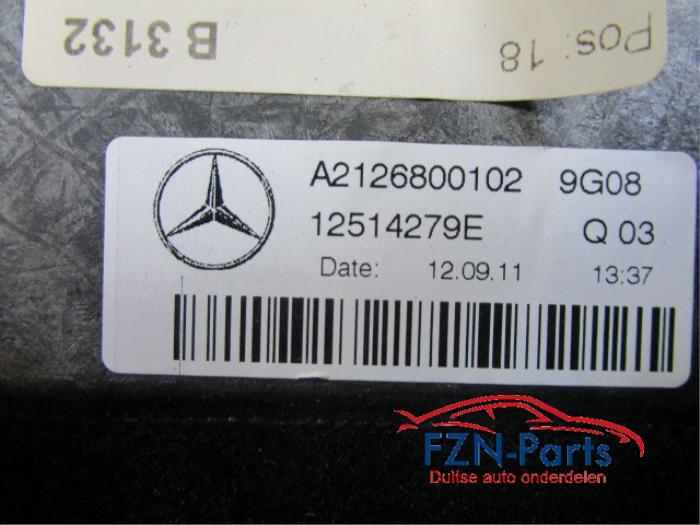 B 3132
Pos: 18
A2126800102 9G08
12514279E Q 03
Date: 12.09.11 13:37
FZN-Parts
Duitse auto onderdelen